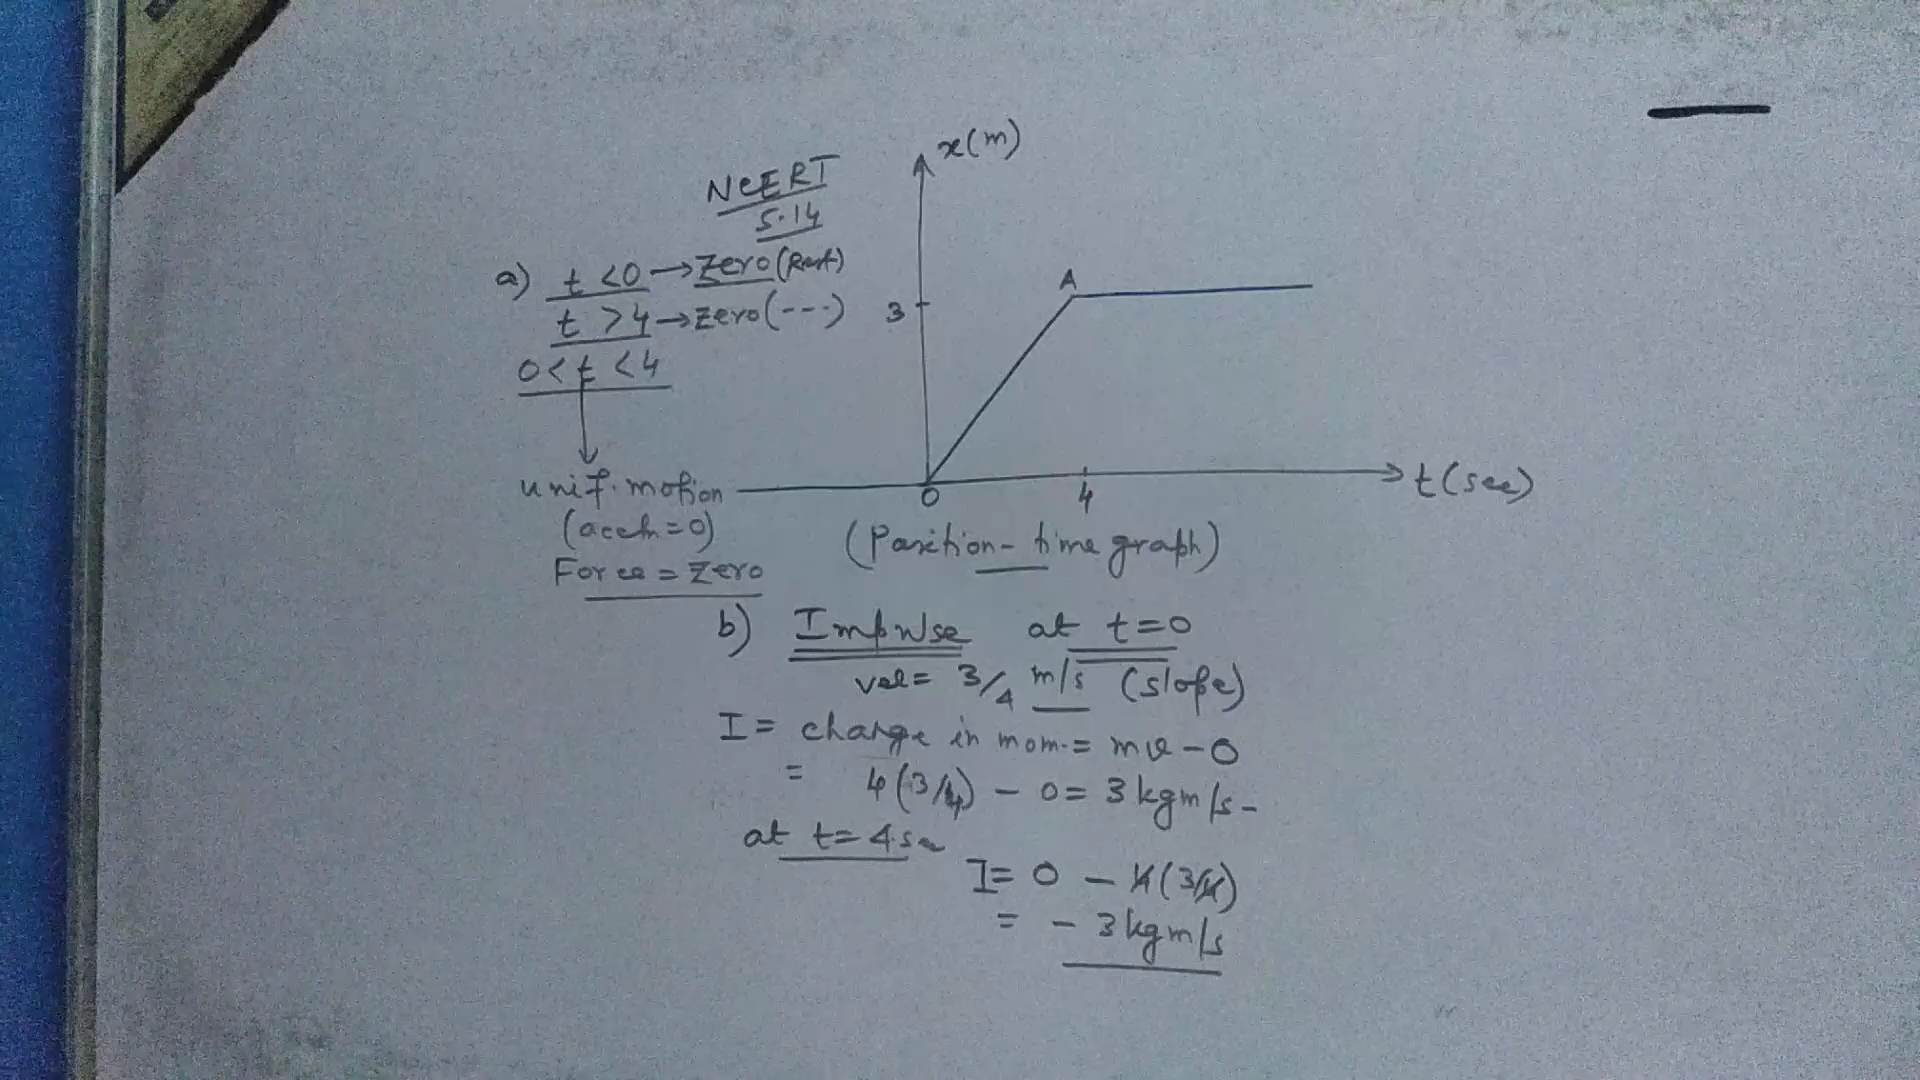 x(m)
NCERT
5.14
a) t <0 → zero (Rest)
t >4 → zero (---)
0< t <4
A
3
unif. motion
0
4
t (sec)
(accln = 0)
(Position - time graph)
Force = zero
b) Impulse at t=0
vel = 3/4 m/s (slope)
I = change in mom. = mv - 0
= 4(3/4) - 0 = 3 kg m/s -
at t = 4 sec
I = 0 - 4(3/4)
= - 3 kg m/s